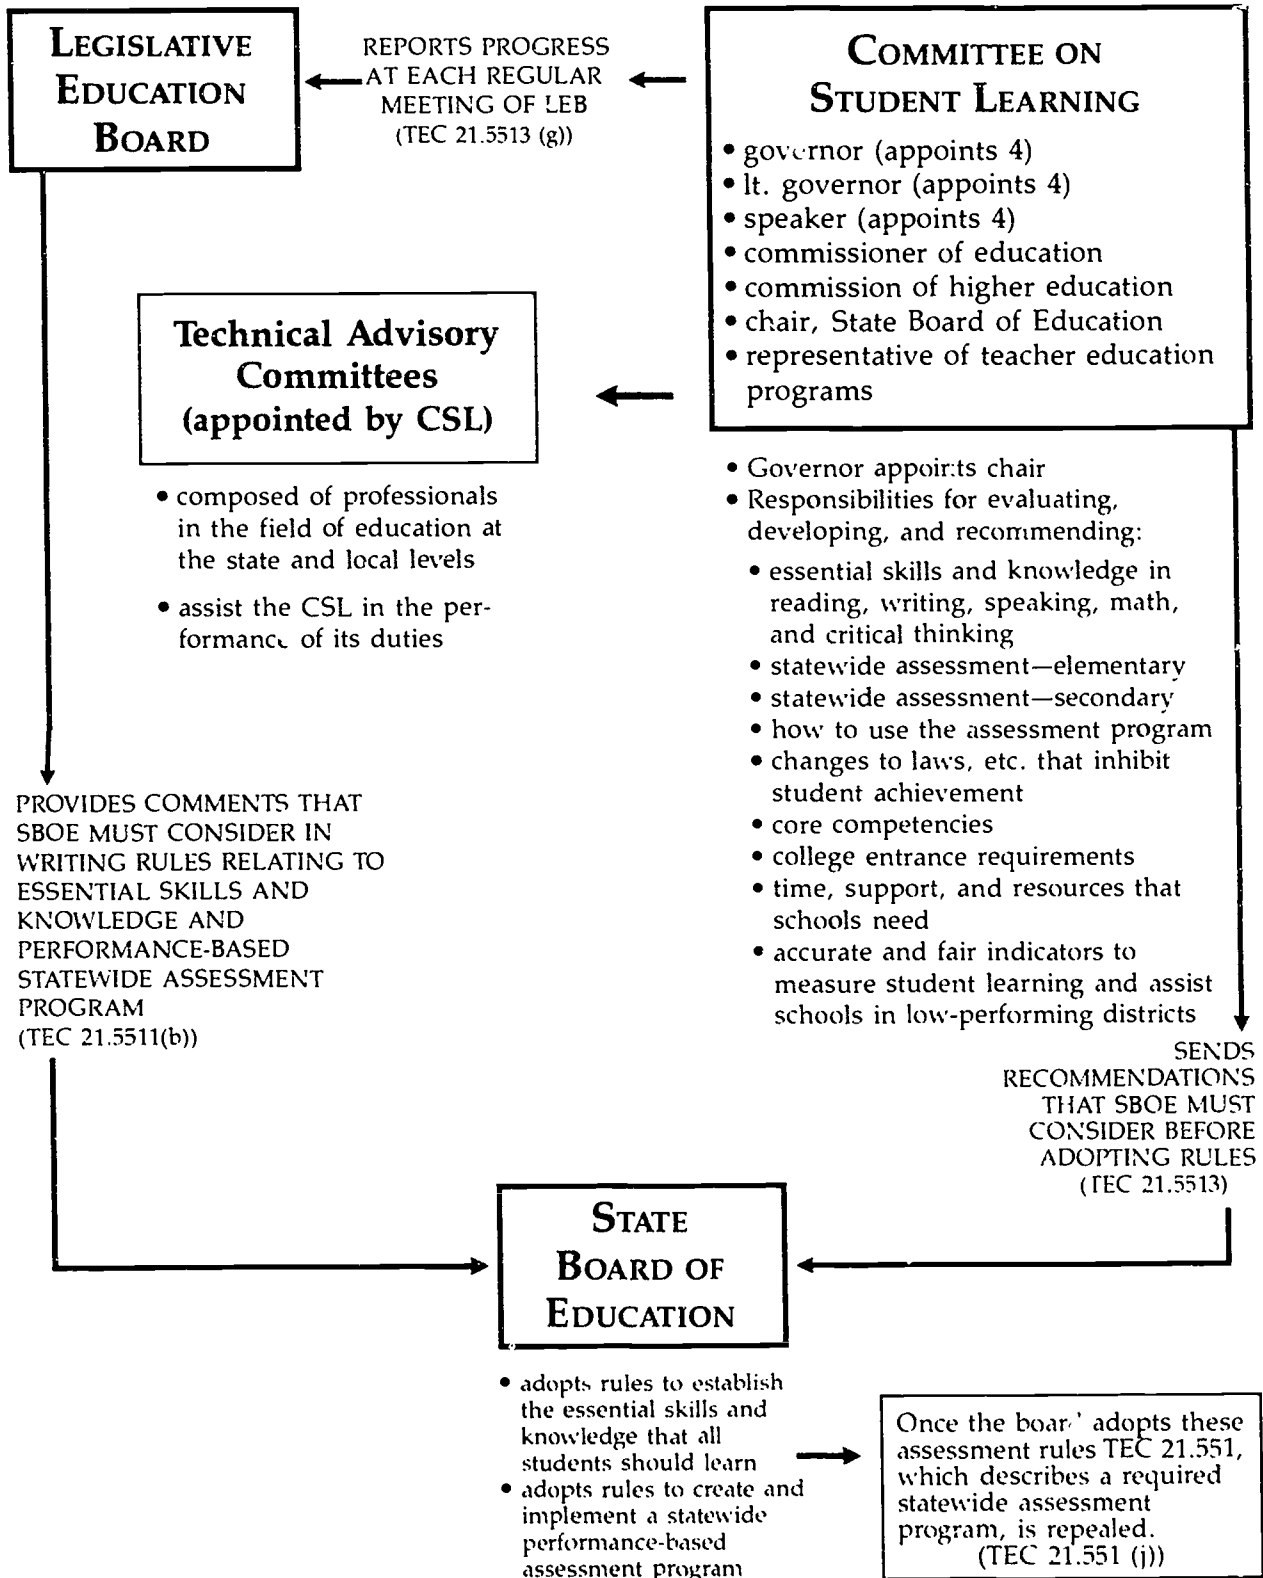 LEGISLATIVE
EDUCATION
BOARD
REPORTS PROGRESS
AT EACH REGULAR
MEETING OF LEB
(TEC 21.5513 (g))
COMMITTEE ON
STUDENT LEARNING
• governor (appoints 4)
• lt. governor (appoints 4)
• speaker (appoints 4)
• commissioner of education
• commission of higher education
• chair, State Board of Education
• representative of teacher education
programs
Technical Advisory
Committees
(appointed by CSL)
• composed of professionals
in the field of education at
the state and local levels
• assist the CSL in the per-
formance of its duties
• Governor appoints chair
• Responsibilities for evaluating,
developing, and recommending:
• essential skills and knowledge in
reading, writing, speaking, math,
and critical thinking
• statewide assessment—elementary
• statewide assessment—secondary
• how to use the assessment program
• changes to laws, etc. that inhibit
student achievement
• core competencies
• college entrance requirements
• time, support, and resources that
schools need
• accurate and fair indicators to
measure student learning and assist
schools in low-performing districts
PROVIDES COMMENTS THAT
SBOE MUST CONSIDER IN
WRITING RULES RELATING TO
ESSENTIAL SKILLS AND
KNOWLEDGE AND
PERFORMANCE-BASED
STATEWIDE ASSESSMENT
PROGRAM
(TEC 21.5511(b))
SENDS
RECOMMENDATIONS
THAT SBOE MUST
CONSIDER BEFORE
ADOPTING RULES
(TEC 21.5513)
STATE
BOARD OF
EDUCATION
• adopts rules to establish
the essential skills and
knowledge that all
students should learn
• adopts rules to create and
implement a statewide
performance-based
assessment program
Once the board adopts these
assessment rules TEC 21.551,
which describes a required
statewide assessment
program, is repealed.
(TEC 21.551 (j))